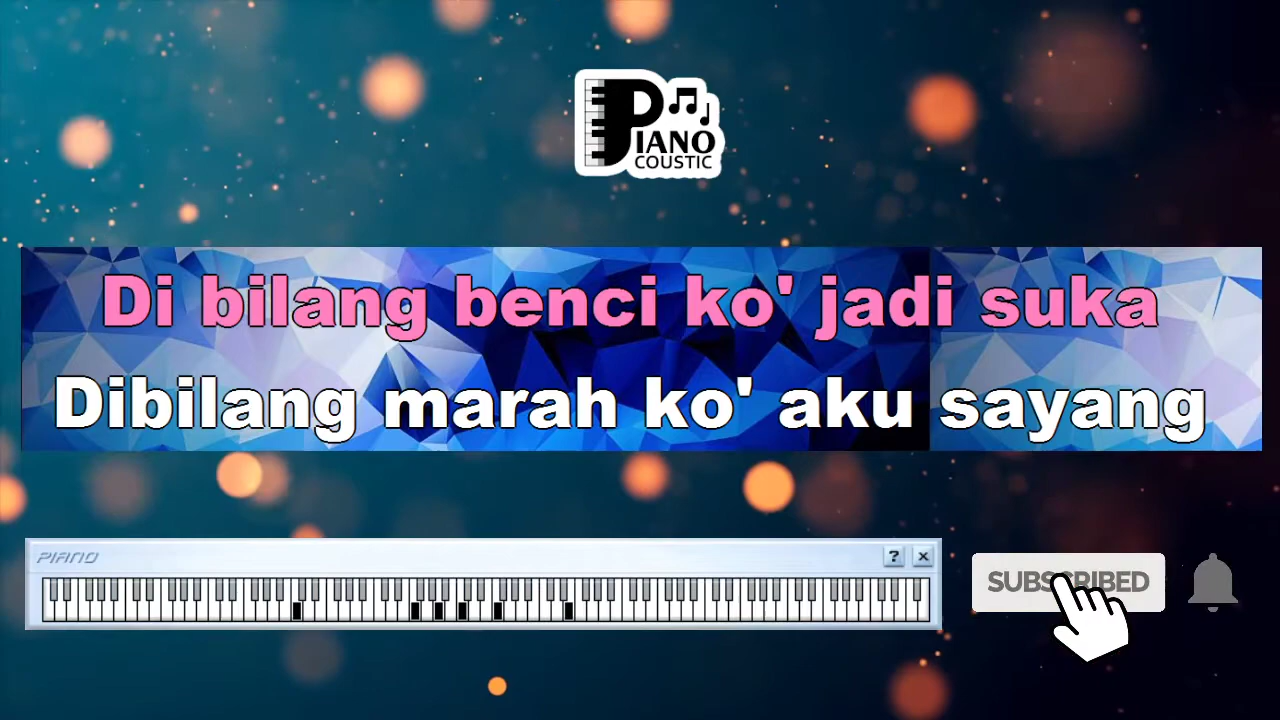 PIANO
COUSTIC
Di bilang benci ko' jadi suka
Dibilang marah ko' aku sayang
PIANO
? ×
SUBSCRIBED